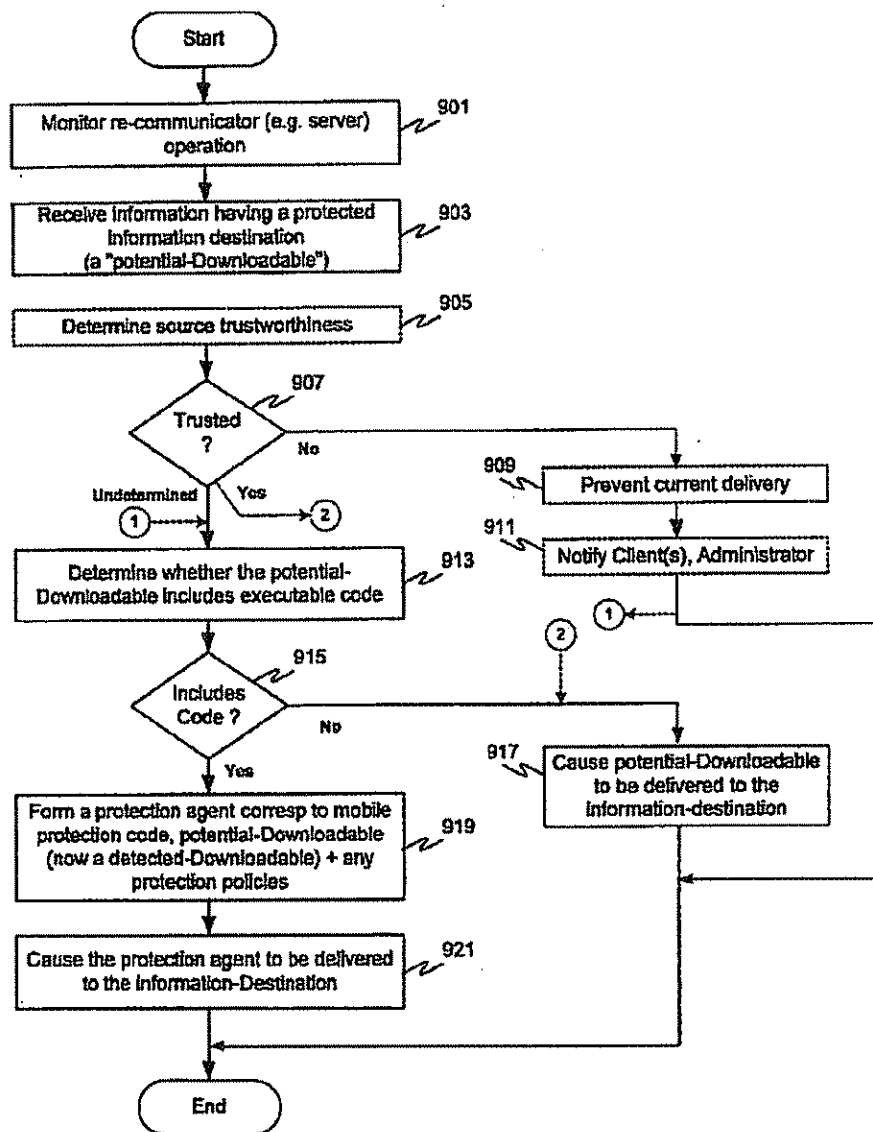 Start
Monitor re-communicator (e.g. server)
operation
901
Receive information having a protected
information destination
(a "potential-Downloadable")
903
Determine source trustworthiness
905
907
Trusted
?
No
Undetermined
Yes
1
2
909
Prevent current delivery
911
Notify Client(s), Administrator
1
2
Determine whether the potential-
Downloadable includes executable code
913
915
Includes
Code ?
No
Yes
917
Cause potential-Downloadable
to be delivered to the
information-destination
Form a protection agent corresp to mobile
protection code, potential-Downloadable
(now a detected-Downloadable) + any
protection policies
919
Cause the protection agent to be delivered
to the Information-Destination
921
End